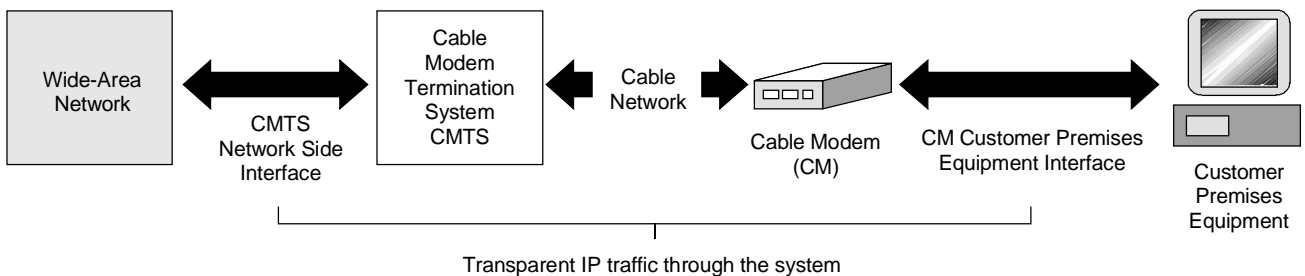 Wide-Area
Network
CMTS
Network Side
Interface
Cable
Modem
Termination
System
CMTS
Cable
Network
Cable Modem
(CM)
CM Customer Premises
Equipment Interface
Customer
Premises
Equipment
Transparent IP traffic through the system